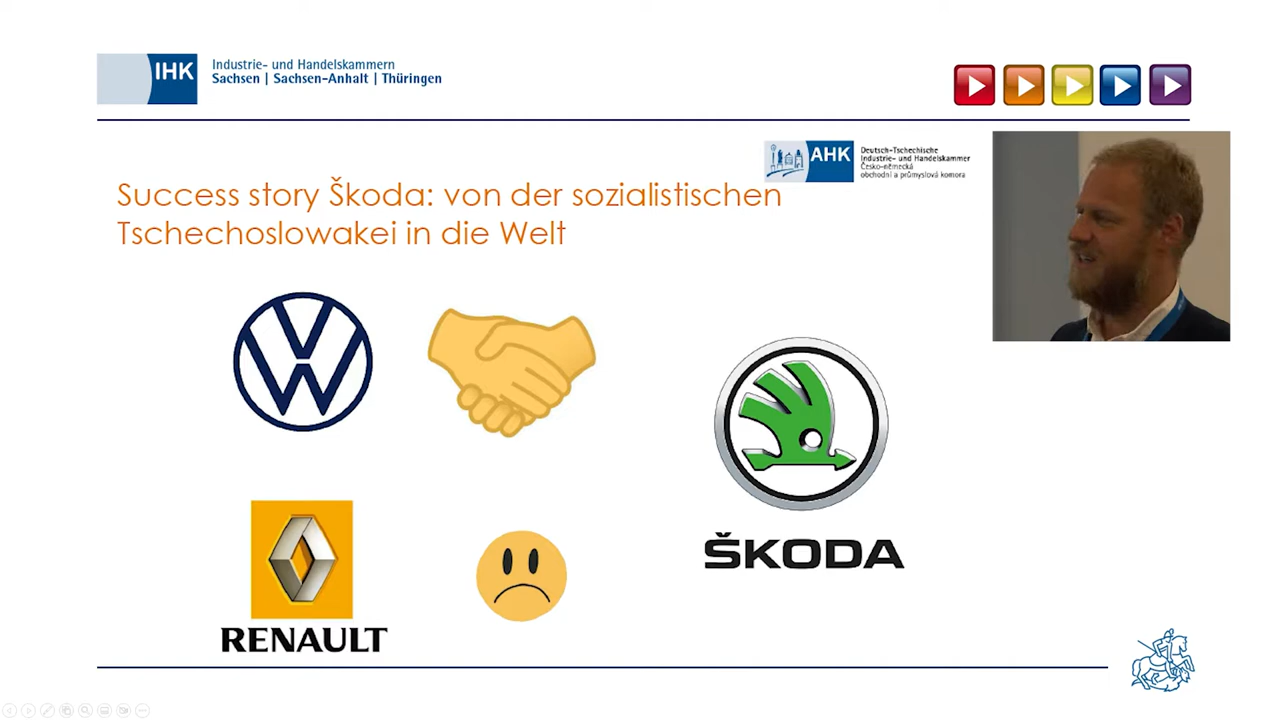 IHK
Industrie- und Handelskammern
Sachsen | Sachsen-Anhalt | Thüringen
AHK
Deutsch-Tschechische
Industrie- und Handelskammer
Česko-německá
obchodní a průmyslová komora
Success story Škoda: von der sozialistischen
Tschechoslowakei in die Welt
ŠKODA
RENAULT